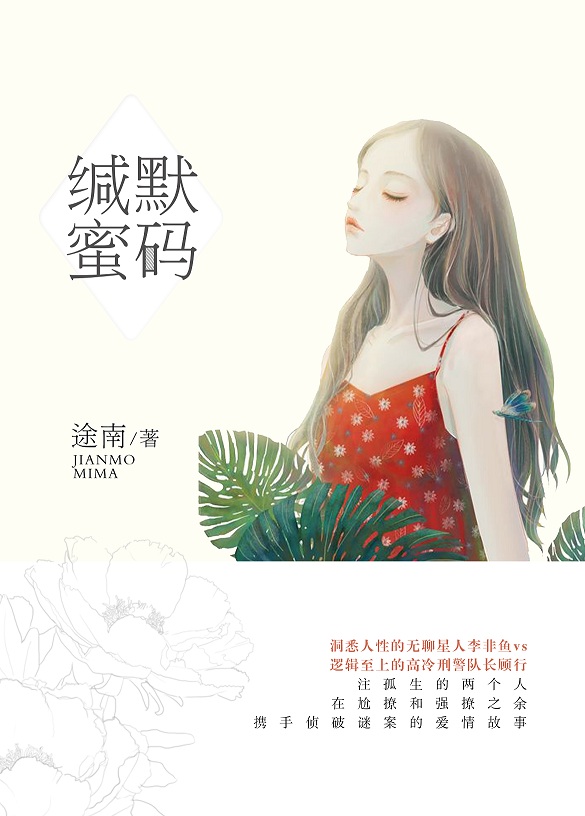 缄默
蜜码
途南/著
JIANMO
MIMA
洞悉人性的无聊星人李非鱼vs
逻辑至上的高冷刑警队长顾行
注孤生的两个人
在尬撩和强撩之余
携手侦破谜案的爱情故事